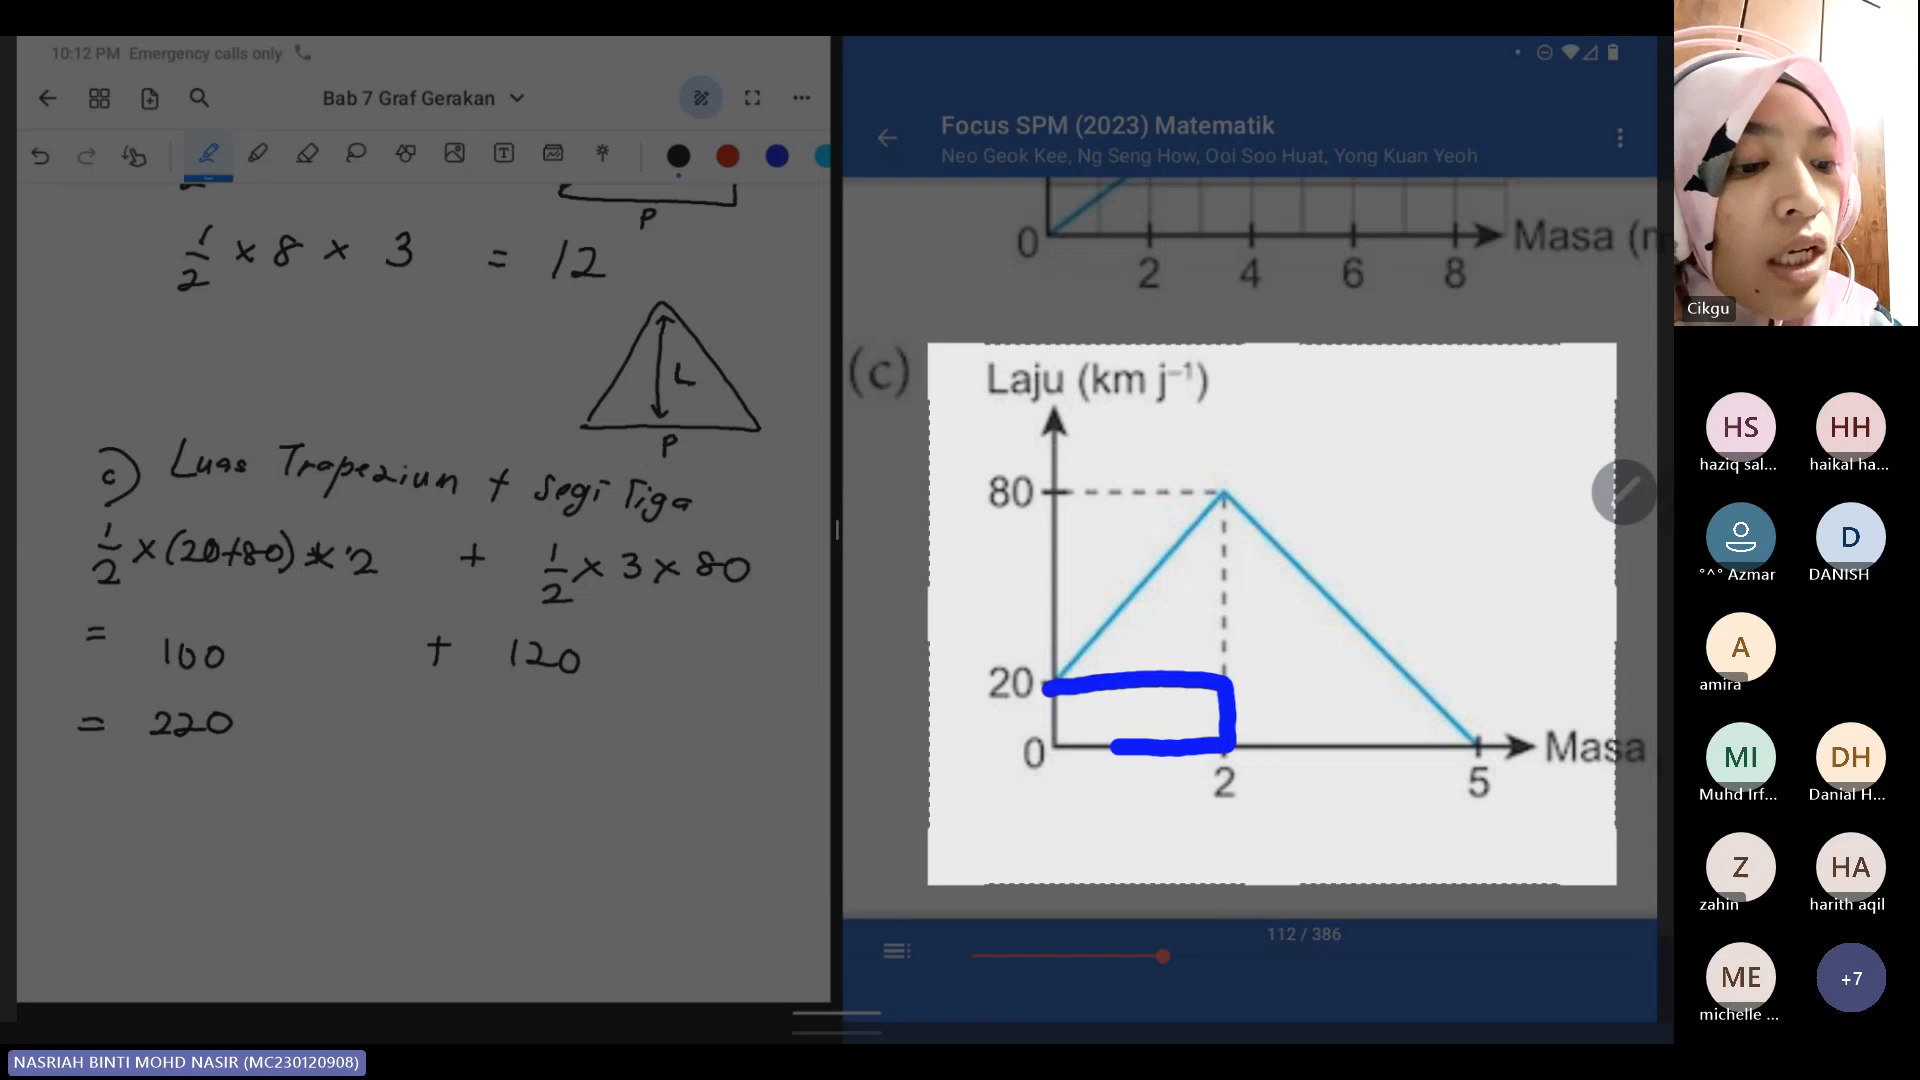 10:12 PM Emergency calls only
Bab 7 Graf Gerakan
P
1/2 × 8 × 3 = 12
L
P
c) Luas Trapezium + segi Tiga
1/2 × (20+80) × 2 + 1/2 × 3 × 80
= 100 + 120
= 220
Focus SPM (2023) Matematik
Neo Geok Kee, Ng Seng How, Ooi Soo Huat, Yong Kuan Yeoh
0 Masa (m
2 4 6 8
(c)
Laju (km j⁻¹)
80
20
0 Masa
2 5
112 / 386
Cikgu
HS HH
haziq sal... haikal ha...
D
°^° Azmar DANISH
A
amira
MI DH
Muhd Irf... Danial H...
Z HA
zahin harith aqil
ME +7
michelle ...
NASRIAH BINTI MOHD NASIR (MC230120908)